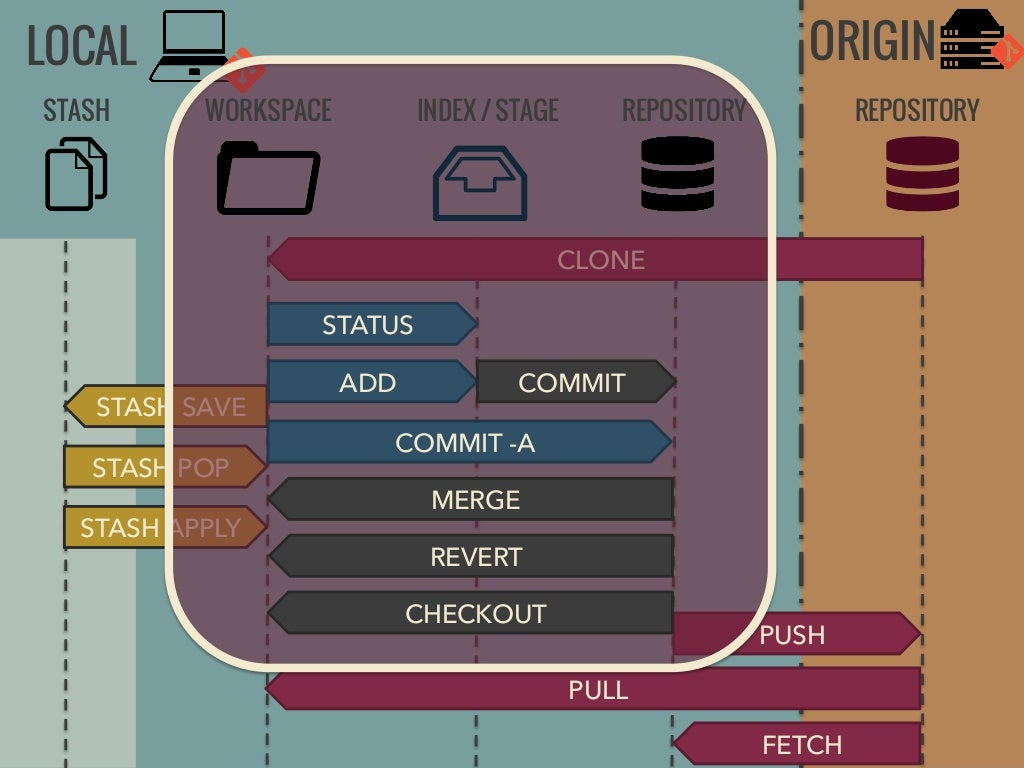 LOCAL
ORIGIN
STASH
WORKSPACE
INDEX / STAGE
REPOSITORY
REPOSITORY
CLONE
STATUS
ADD
COMMIT
STASH SAVE
COMMIT -A
STASH POP
MERGE
STASH APPLY
REVERT
CHECKOUT
PUSH
PULL
FETCH